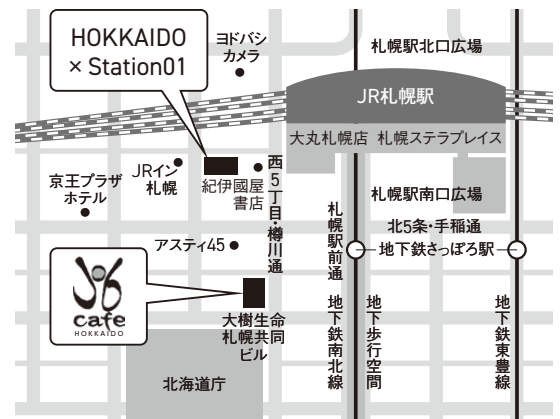 HOKKAIDO
× Station01
ヨドバシ
カメラ
札幌駅北口広場
JR札幌駅
大丸札幌店
札幌ステラプレイス
JRイン
札幌
紀伊國屋
書店
京王プラザ
ホテル
西5丁目・樽川通
札幌駅南口広場
札幌駅前通
北5条・手稲通
アスティ45
地下鉄さっぽろ駅
J06
cafe
HOKKAIDO
大樹生命
札幌共同
ビル
北海道庁
地下鉄南北線
地下歩行空間
地下鉄東豊線